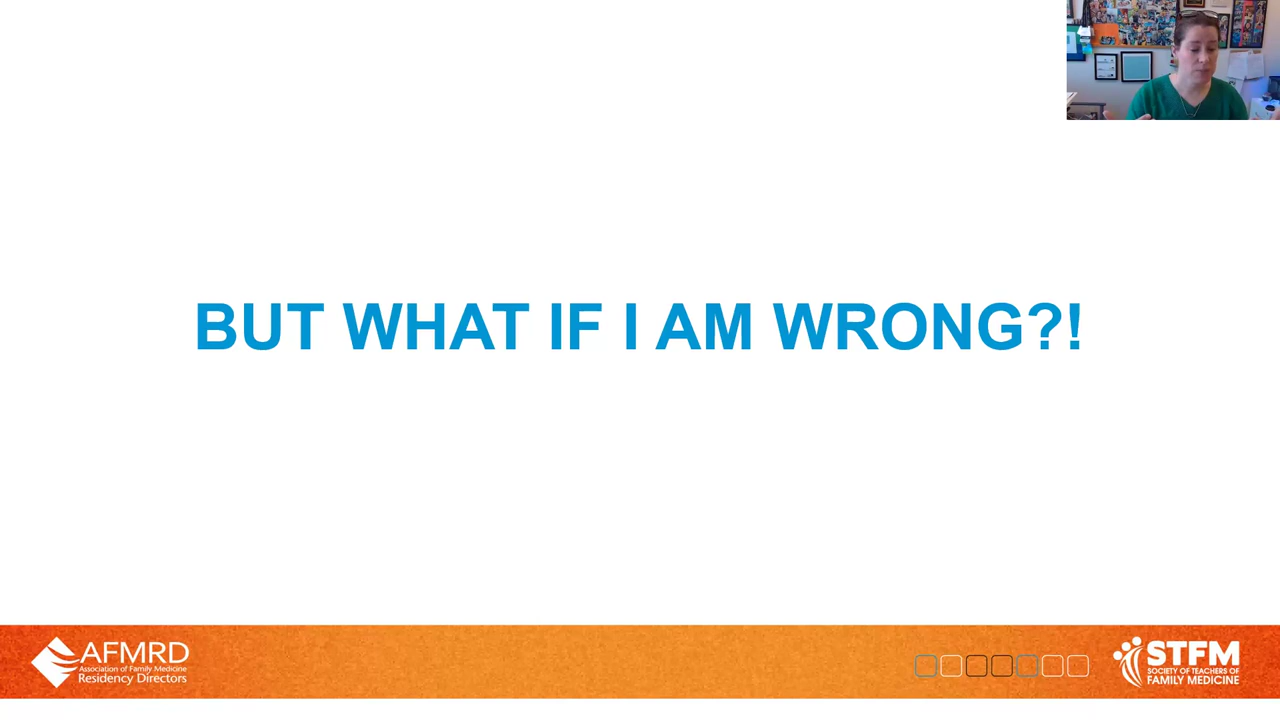 BUT WHAT IF I AM WRONG?!
AFMRD
Association of Family Medicine
Residency Directors
STFM
SOCIETY OF TEACHERS OF
FAMILY MEDICINE